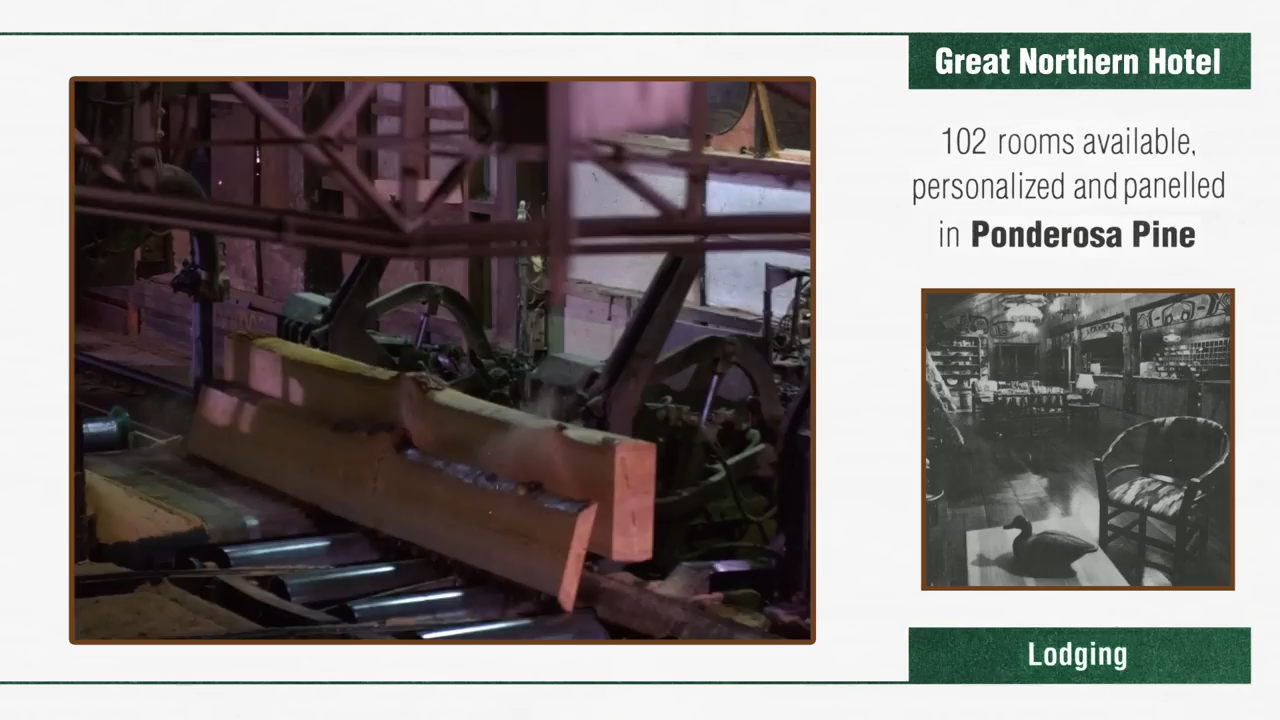 Great Northern Hotel
102 rooms available,
personalized and panelled
in Ponderosa Pine
Lodging